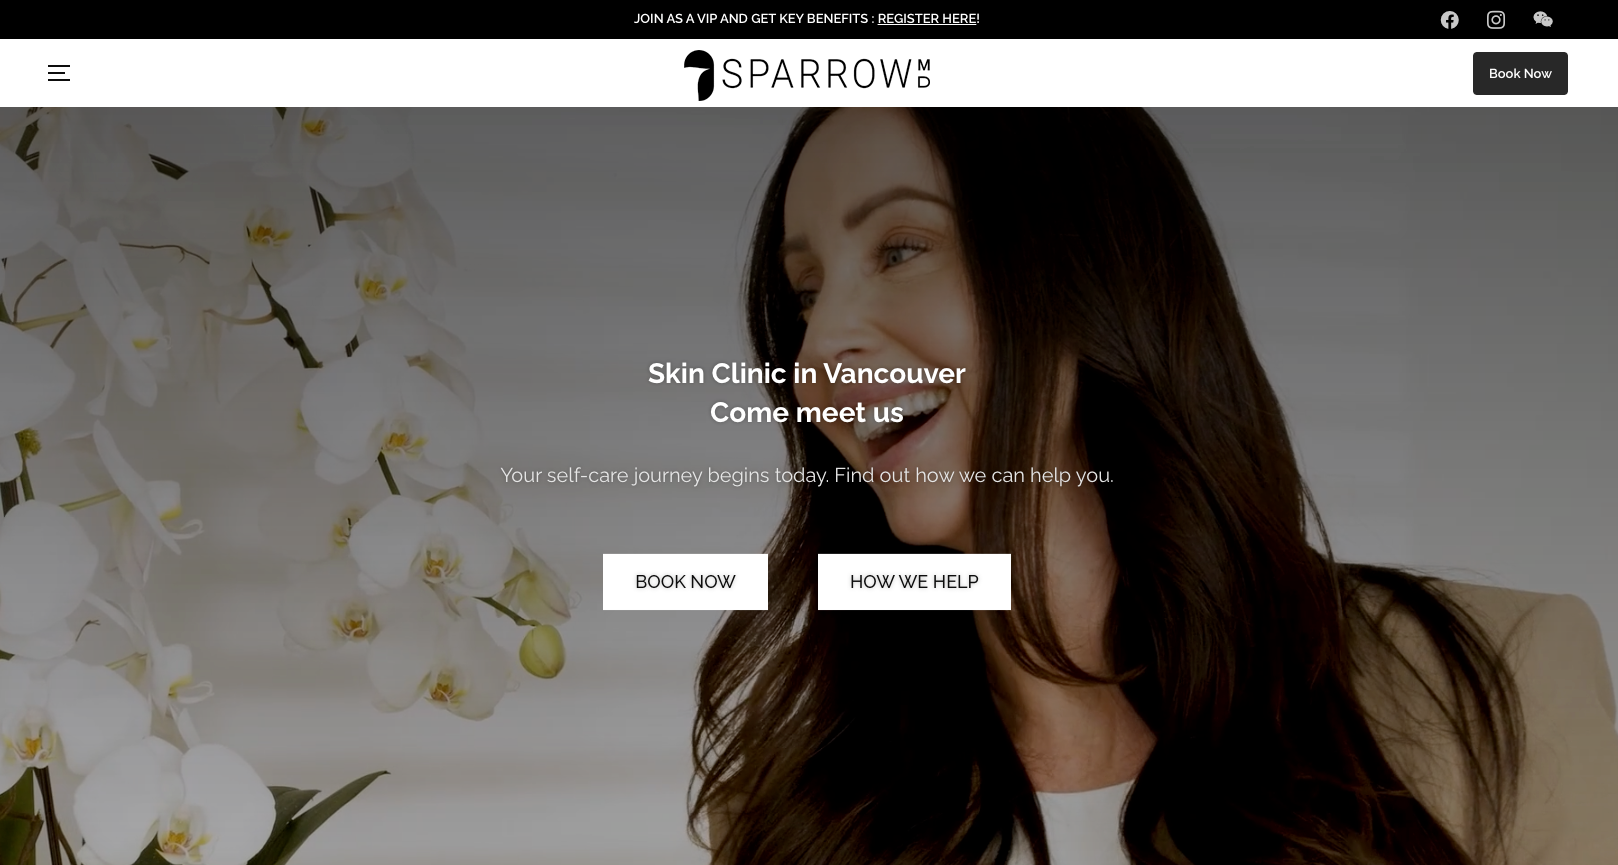 JOIN AS A VIP AND GET KEY BENEFITS : REGISTER HERE!
SPARROW MD
Book Now
Skin Clinic in Vancouver
Come meet us
Your self-care journey begins today. Find out how we can help you.
BOOK NOW
HOW WE HELP